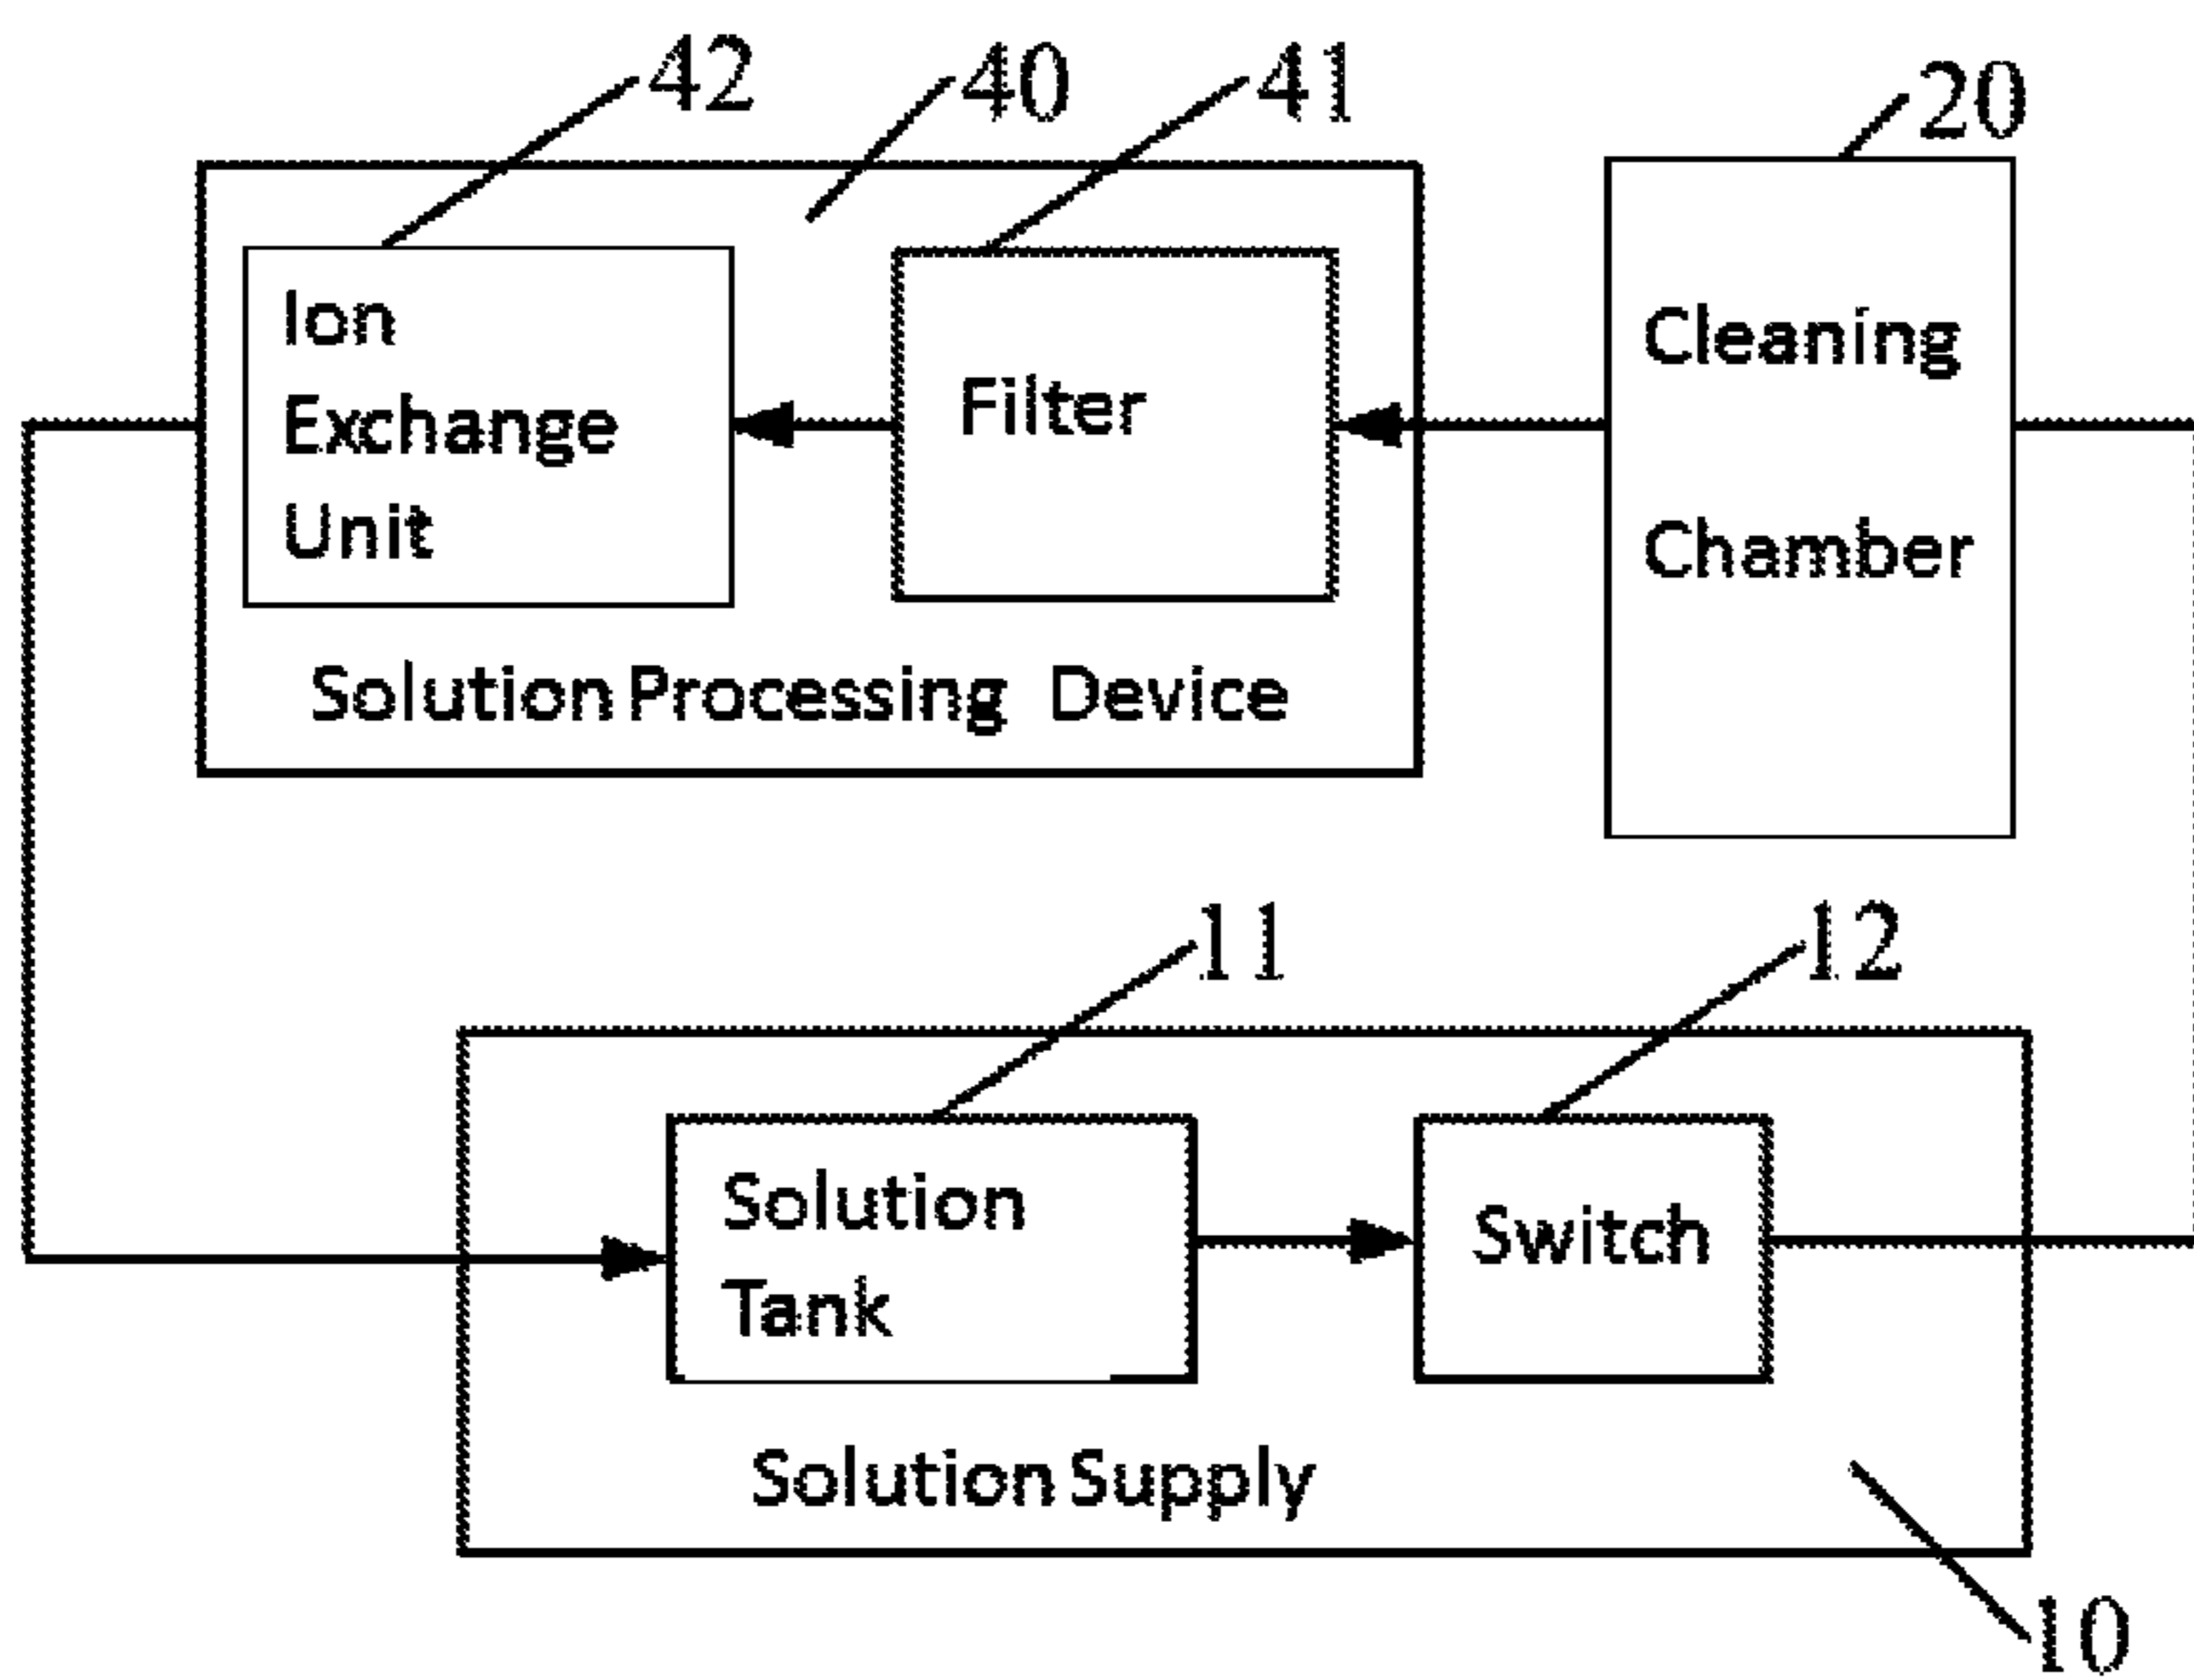 42
40
41
20
Ion
Exchange
Unit
Filter
Cleaning
Chamber
Solution Processing Device
11
12
Solution
Tank
Switch
Solution Supply
10